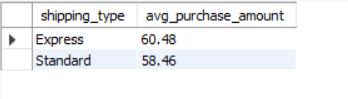 shipping_type avg_purchase_amount
Express 60.48
Standard 58.46